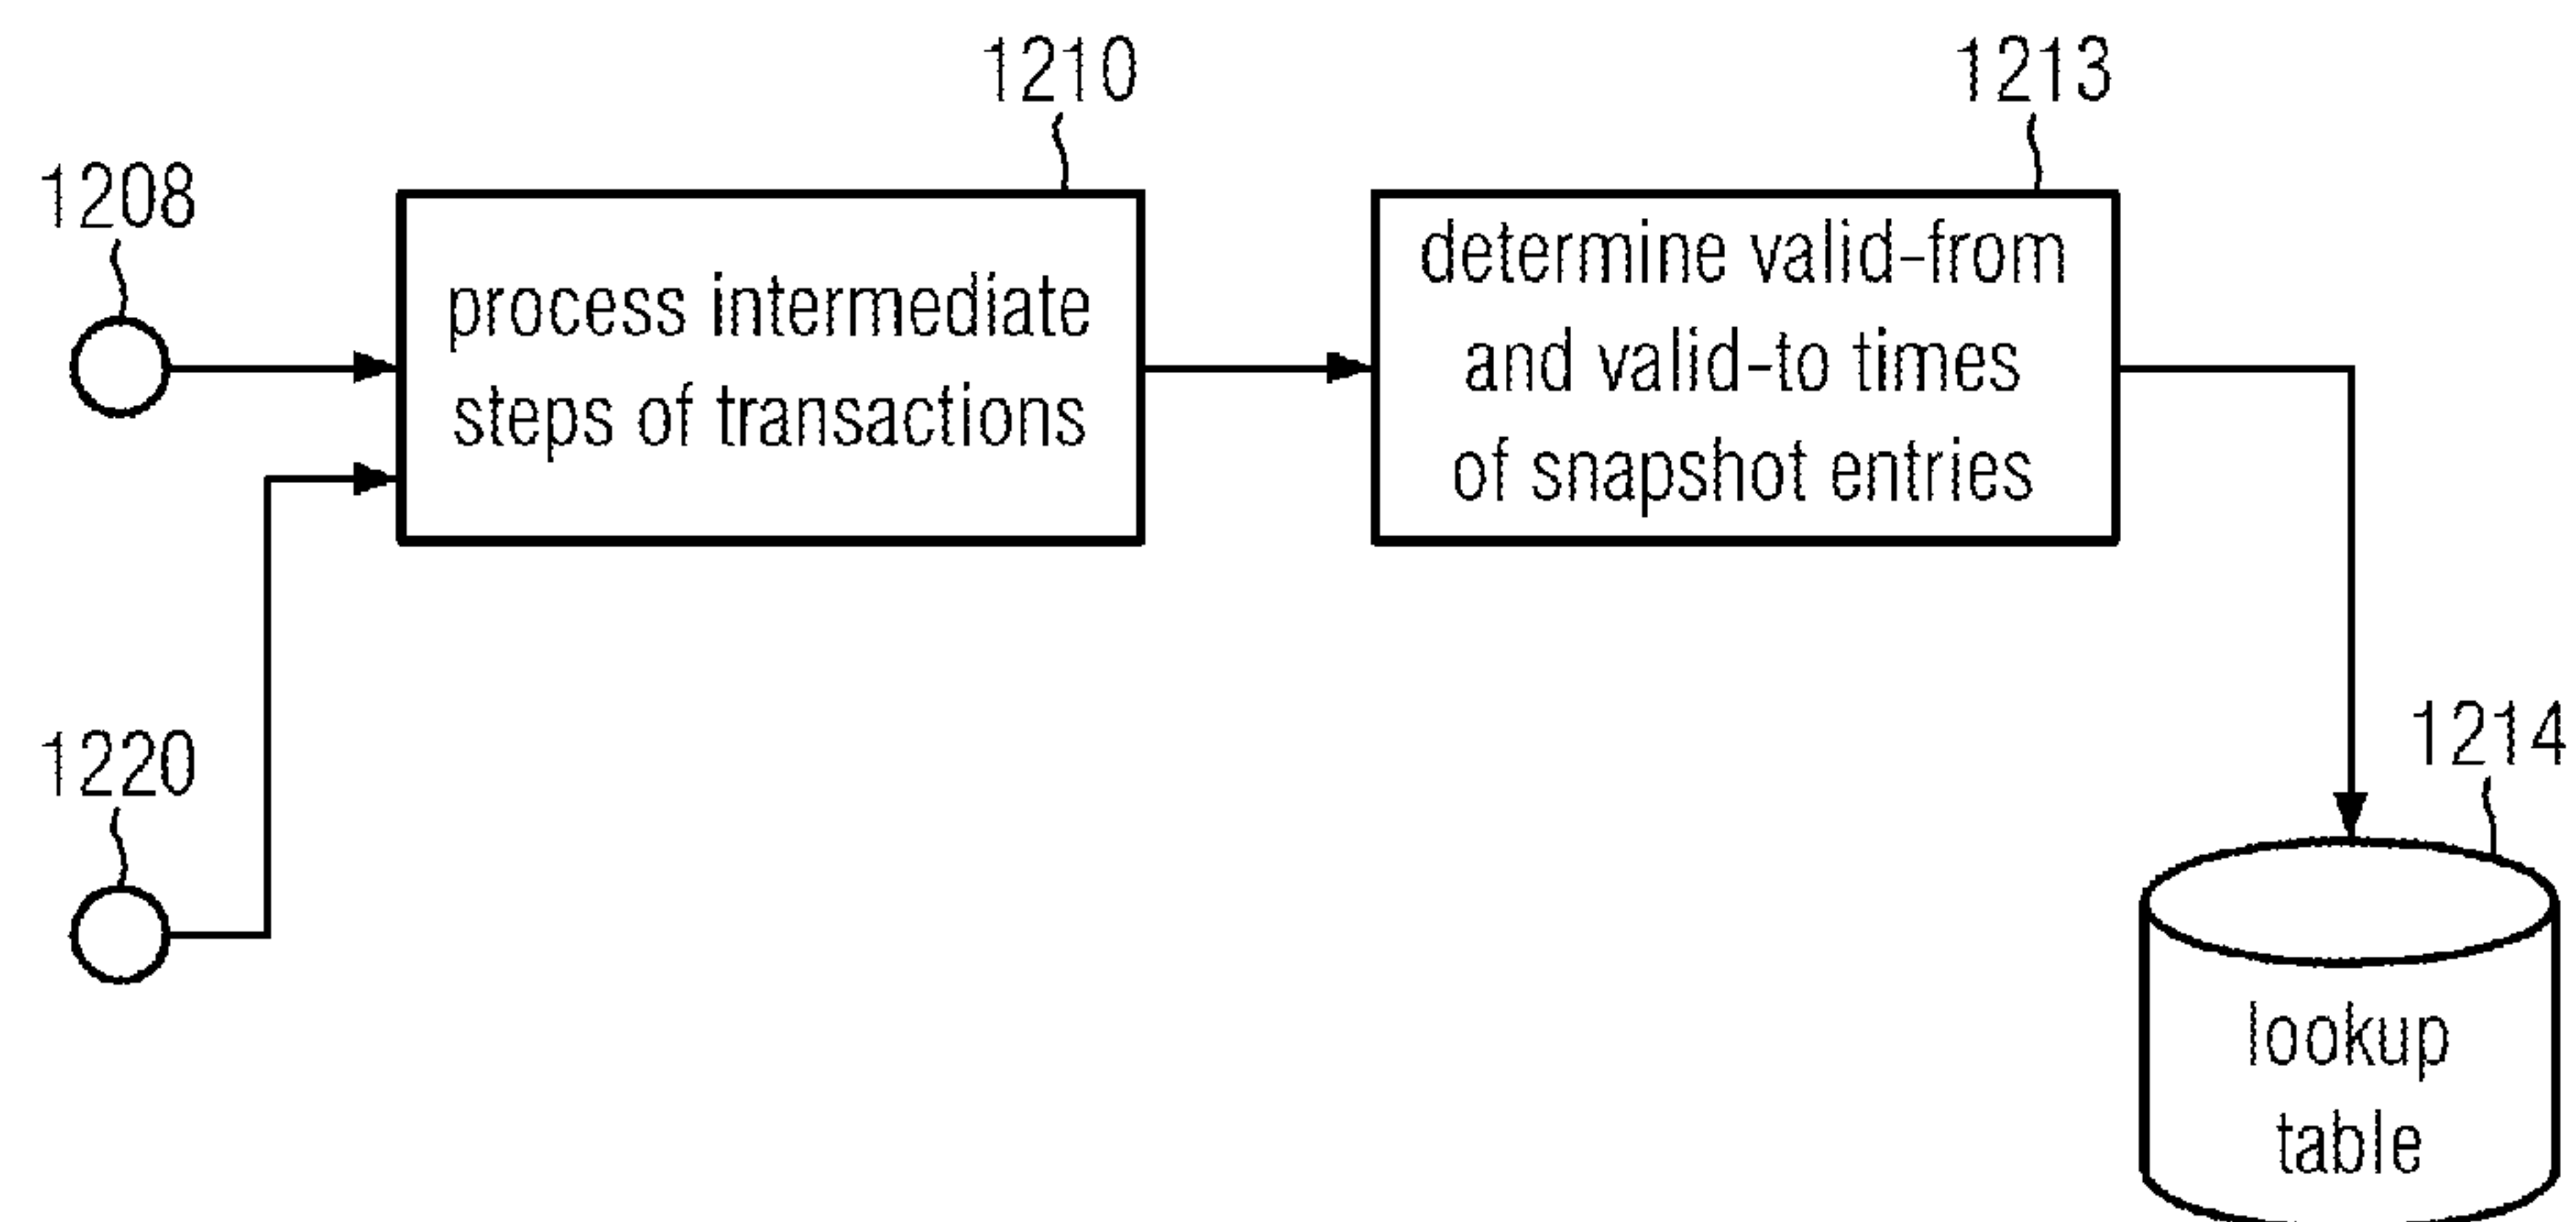 1210
1213
1208
process intermediate
steps of transactions
determine valid-from
and valid-to times
of snapshot entries
1220
1214
lookup
table